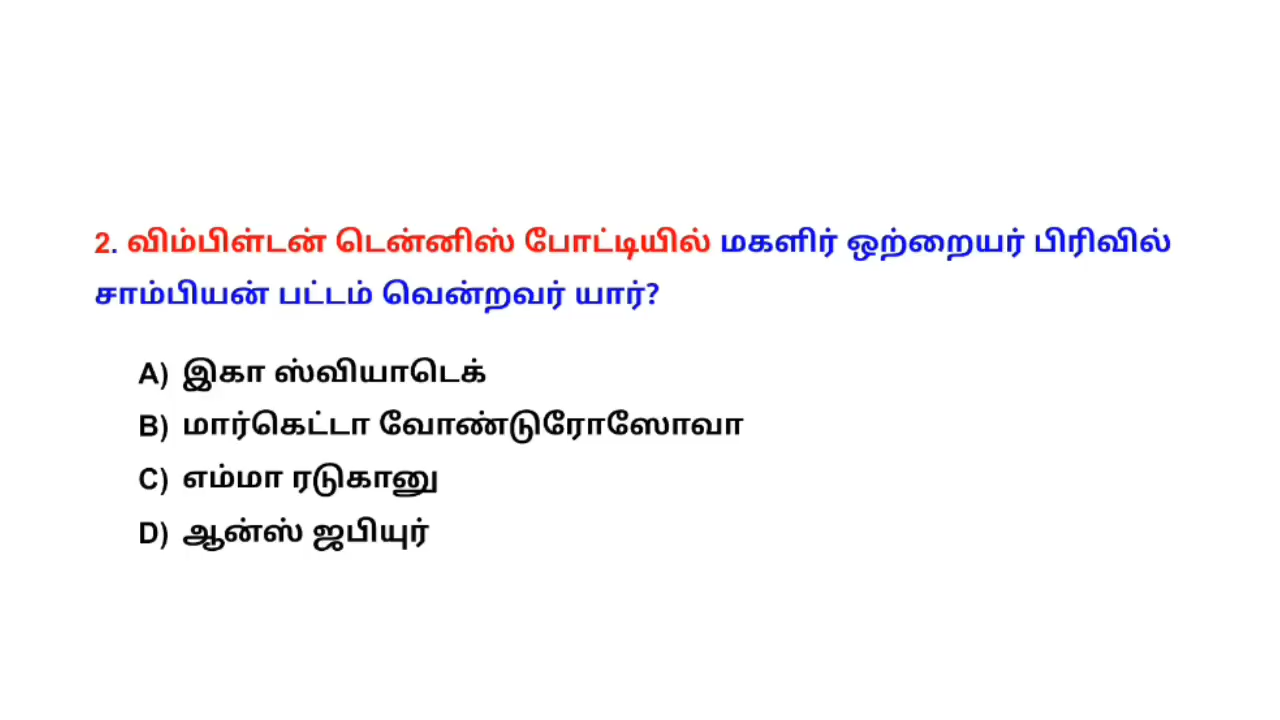 2. விம்பிள்டன் டென்னிஸ் போட்டியில் மகளிர் ஒற்றையர் பிரிவில்
சாம்பியன் பட்டம் வென்றவர் யார்?
A) இகா ஸ்வியாடெக்
B) மார்கெட்டா வோண்டுரோஸோவா
C) எம்மா ரடுகானு
D) ஆன்ஸ் ஜபியுர்